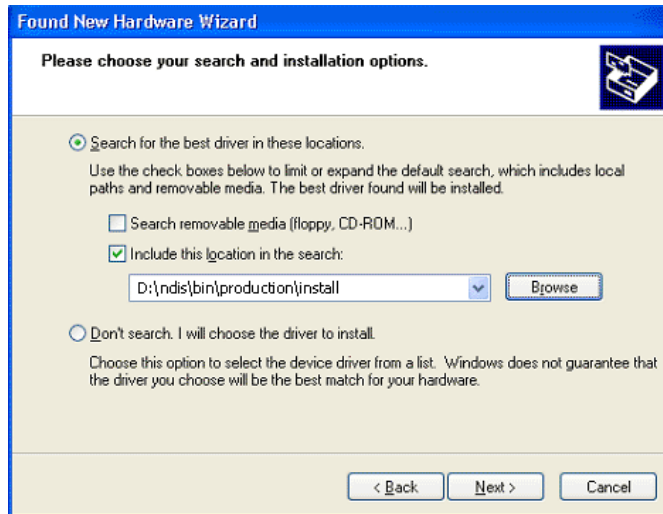 Found New Hardware Wizard
Please choose your search and installation options.
Search for the best driver in these locations.
Use the check boxes below to limit or expand the default search, which includes local
paths and removable media. The best driver found will be installed.
Search removable media (floppy, CD-ROM...)
Include this location in the search:
D:\ndis\bin\production\install
Browse
Don't search. I will choose the driver to install.
Choose this option to select the device driver from a list. Windows does not guarantee that
the driver you choose will be the best match for your hardware.
< Back
Next >
Cancel